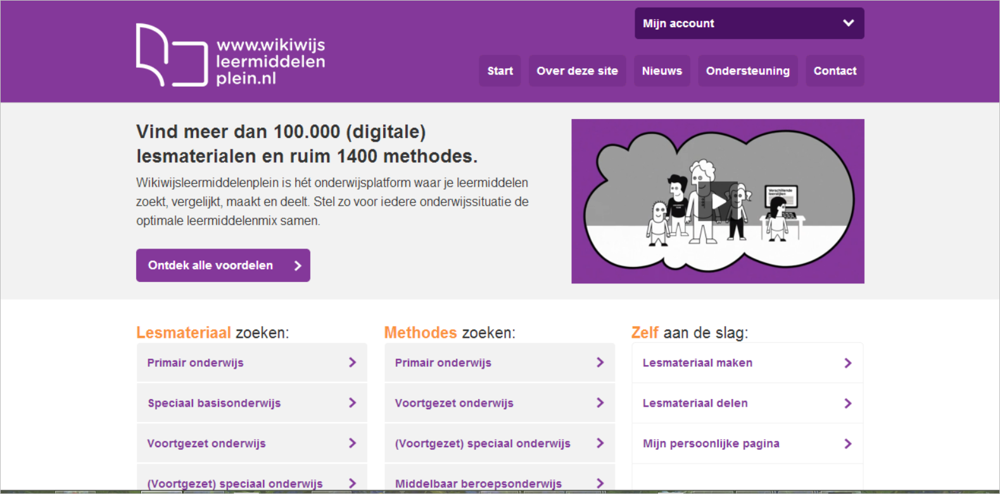 www.wikiwijs
leermiddelen
plein.nl
Mijn account
Start
Over deze site
Nieuws
Ondersteuning
Contact
Vind meer dan 100.000 (digitale)
lesmaterialen en ruim 1400 methodes.
Wikiwijsleermiddelenplein is hét onderwijsplatform waar je leermiddelen
zoekt, vergelijkt, maakt en deelt. Stel zo voor iedere onderwijssituatie de
optimale leermiddelenmix samen.
Ontdek alle voordelen
Verschillende
leerstijlen
Lesmateriaal zoeken:
Primair onderwijs
Speciaal basisonderwijs
Voortgezet onderwijs
(Voortgezet) speciaal onderwijs
Methodes zoeken:
Primair onderwijs
Voortgezet onderwijs
(Voortgezet) speciaal onderwijs
Middelbaar beroepsonderwijs
Zelf aan de slag:
Lesmateriaal maken
Lesmateriaal delen
Mijn persoonlijke pagina